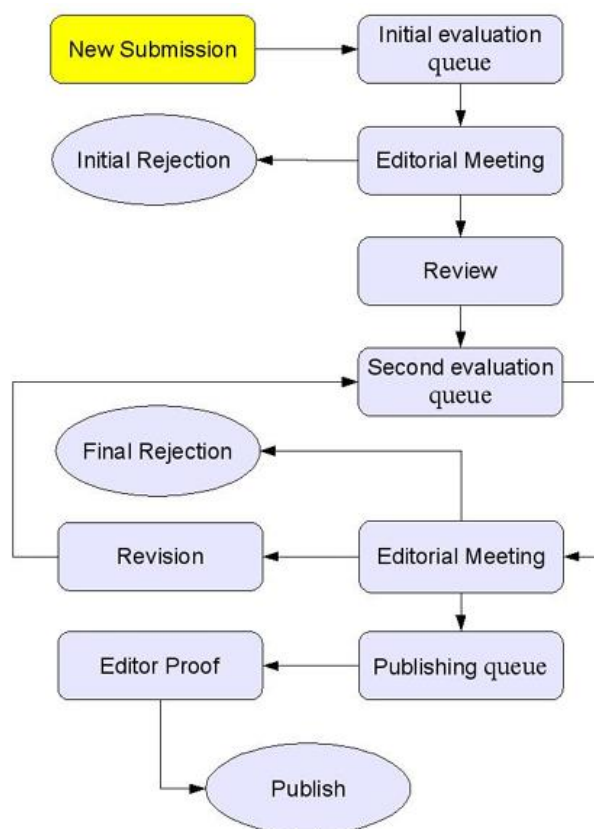 New Submission
Initial evaluation
queue
Initial Rejection
Editorial Meeting
Review
Second evaluation
queue
Final Rejection
Revision
Editorial Meeting
Editor Proof
Publishing queue
Publish